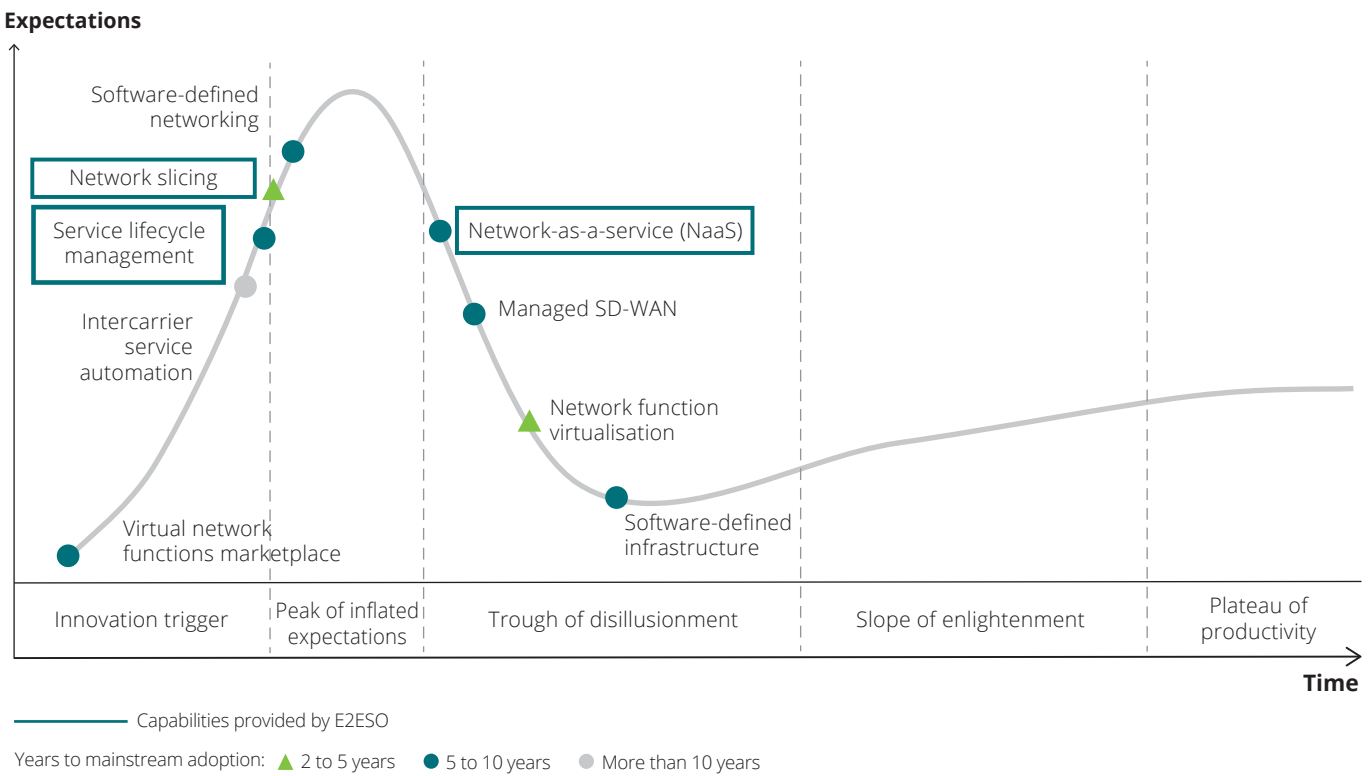 Expectations
Software-defined
networking
Network slicing
Service lifecycle
management
Intercarrier
service
automation
Virtual network
functions marketplace
Network-as-a-service (NaaS)
Managed SD-WAN
Network function
virtualisation
Software-defined
infrastructure
Innovation trigger
Peak of inflated
expectations
Trough of disillusionment
Slope of enlightenment
Plateau of
productivity
Time
Capabilities provided by E2ESO
Years to mainstream adoption: 2 to 5 years 5 to 10 years More than 10 years